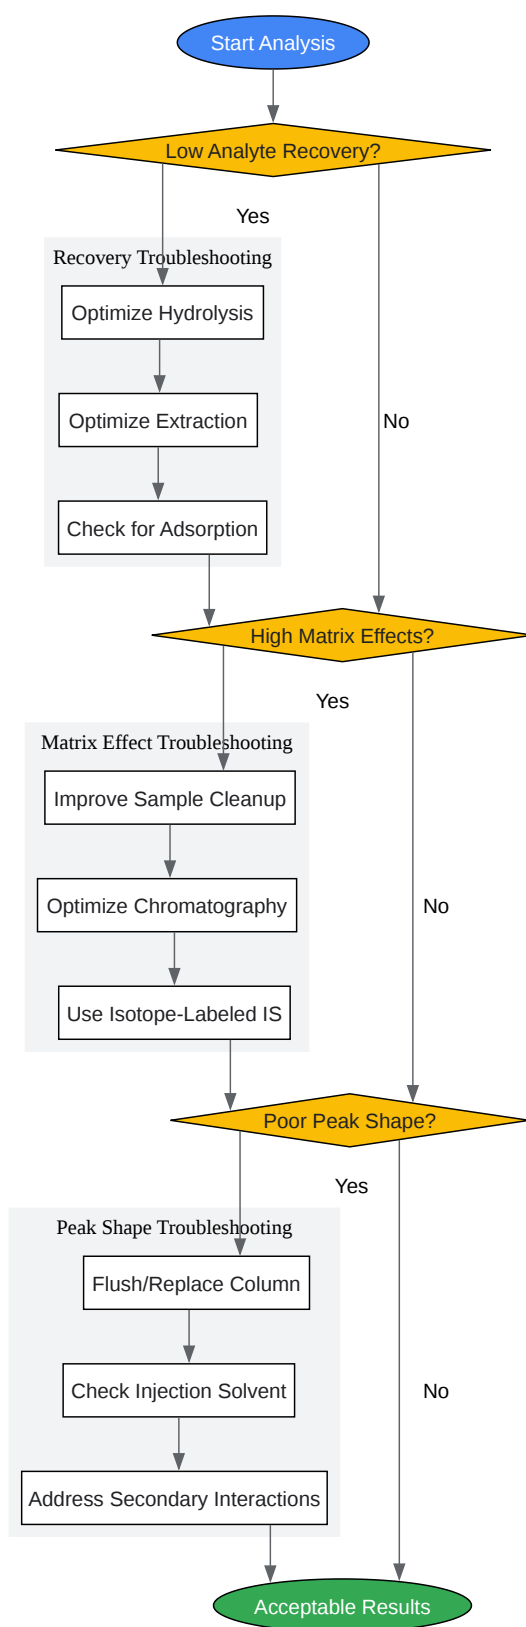 Start Analysis
Low Analyte Recovery?
Yes
Recovery Troubleshooting
Optimize Hydrolysis
Optimize Extraction
No
Check for Adsorption
High Matrix Effects?
Yes
Matrix Effect Troubleshooting
Improve Sample Cleanup
Optimize Chromatography
No
Use Isotope-Labeled IS
Poor Peak Shape?
Yes
Peak Shape Troubleshooting
Flush/Replace Column
Check Injection Solvent
No
Address Secondary Interactions
Acceptable Results